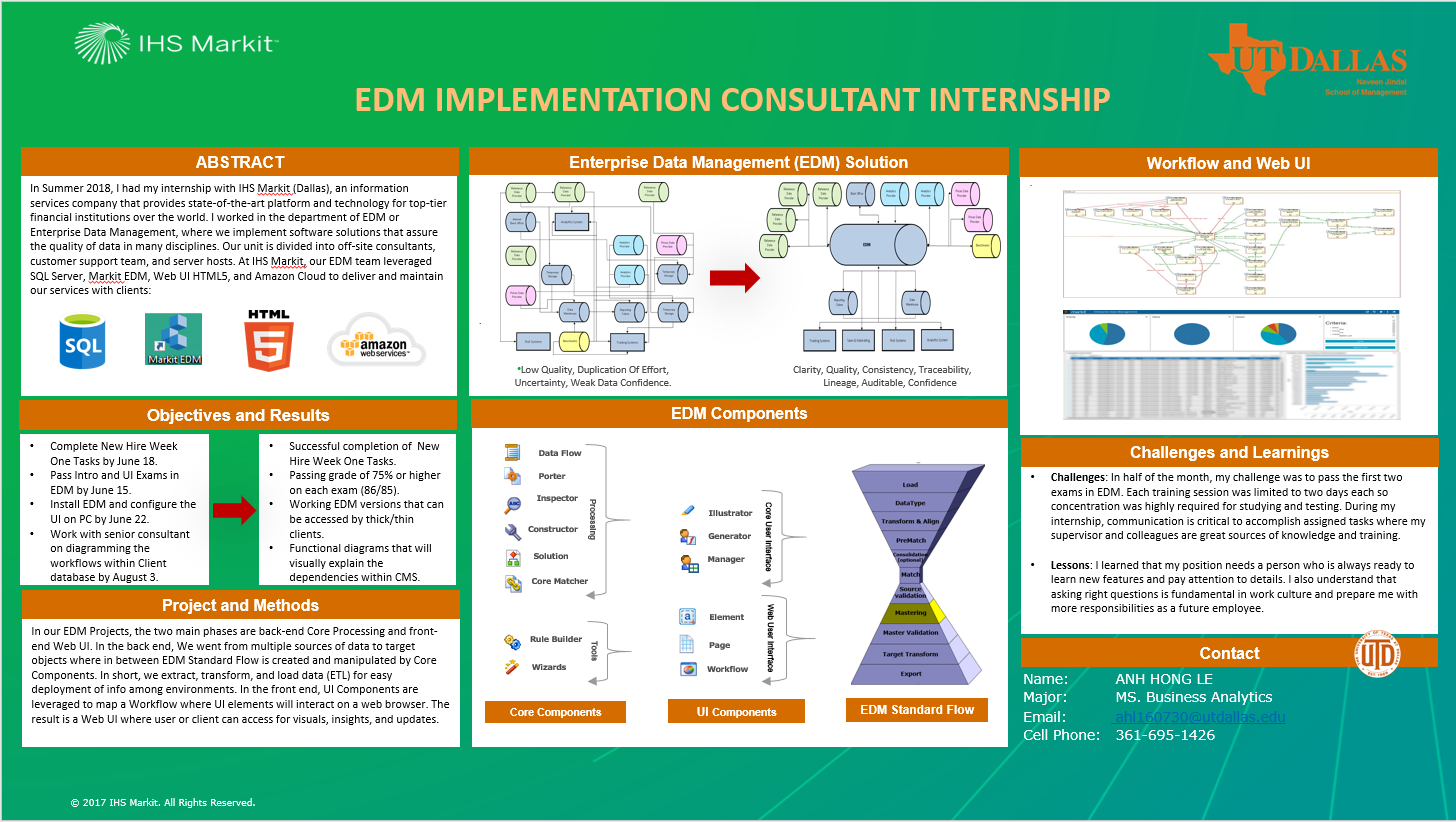 IHS Markit™
UT DALLAS
Naveen Jindal
School of Management
EDM IMPLEMENTATION CONSULTANT INTERNSHIP
ABSTRACT
In Summer 2018, I had my internship with IHS Markit (Dallas), an information
services company that provides state-of-the-art platform and technology for top-tier
financial institutions over the world. I worked in the department of EDM or
Enterprise Data Management, where we implement software solutions that assure
the quality of data in many disciplines. Our unit is divided into off-site consultants,
customer support team, and server hosts. At IHS Markit, our EDM team leveraged
SQL Server, Markit EDM, Web UI HTML5, and Amazon Cloud to deliver and maintain
our services with clients:
SQL
Markit EDM
HTML
5
amazon
web services™
Objectives and Results
• Complete New Hire Week
One Tasks by June 18.
• Pass Intro and UI Exams in
EDM by June 15.
• Install EDM and configure the
UI on PC by June 22.
• Work with senior consultant
on diagramming the
workflows within Client
database by August 3.
• Successful completion of New
Hire Week One Tasks.
• Passing grade of 75% or higher
on each exam (86/85).
• Working EDM versions that can
be accessed by thick/thin
clients.
• Functional diagrams that will
visually explain the
dependencies within CMS.
Project and Methods
In our EDM Projects, the two main phases are back-end Core Processing and front-
end Web UI. In the back end, We went from multiple sources of data to target
objects where in between EDM Standard Flow is created and manipulated by Core
Components. In short, we extract, transform, and load data (ETL) for easy
deployment of info among environments. In the front end, UI Components are
leveraged to map a Workflow where UI elements will interact on a web browser. The
result is a Web UI where user or client can access for visuals, insights, and updates.
Enterprise Data Management (EDM) Solution
EDM
•Low Quality, Duplication Of Effort,
Uncertainty, Weak Data Confidence.
Clarity, Quality, Consistency, Traceability,
Lineage, Auditable, Confidence
EDM Components
Data Flow
Porter
Inspector
Constructor
Solution
Core Matcher
Processing
Rule Builder
Wizards
Tools
Core Components
Illustrator
Generator
Manager
Core User Interface
Element
Page
Workflow
Web User Interface
UI Components
Load
DataType
Transform & Align
PreMatch
Consolidation
(optional)
Match
Source
validation
Mastering
Master Validation
Target Transform
Export
EDM Standard Flow
Workflow and Web UI
Criteria
Challenges and Learnings
• Challenges: In half of the month, my challenge was to pass the first two
exams in EDM. Each training session was limited to two days each so
concentration was highly required for studying and testing. During my
internship, communication is critical to accomplish assigned tasks where my
supervisor and colleagues are great sources of knowledge and training.
• Lessons: I learned that my position needs a person who is always ready to
learn new features and pay attention to details. I also understand that
asking right questions is fundamental in work culture and prepare me with
more responsibilities as a future employee.
Contact
UTD
Name: ANH HONG LE
Major: MS. Business Analytics
Email: ahl160730@utdallas.edu
Cell Phone: 361-695-1426
© 2017 IHS Markit. All Rights Reserved.